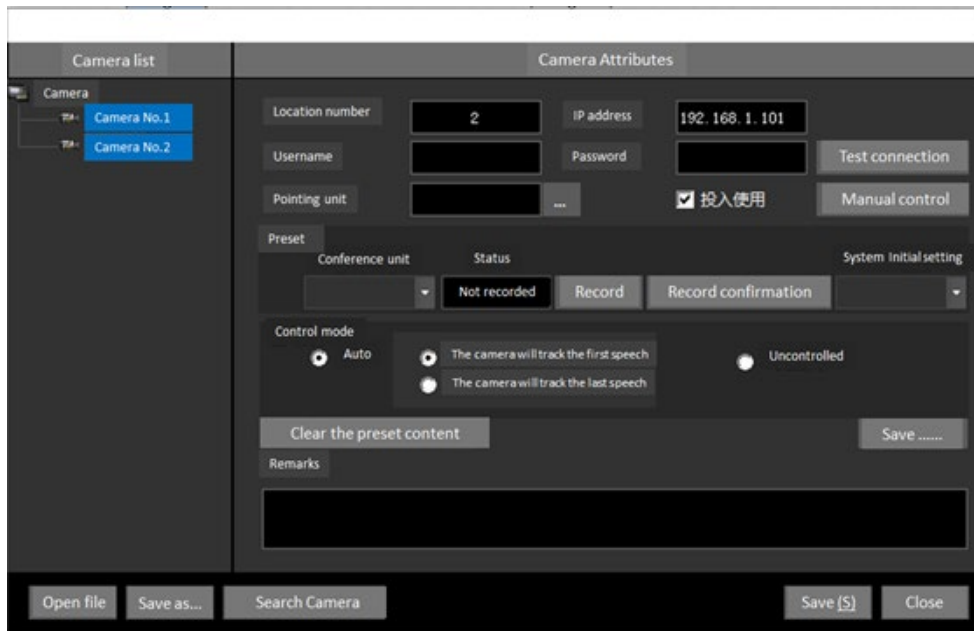 Camera list
Camera Attributes
Camera
Camera No.1
Camera No.2
Location number
2
IP address
192. 168. 1. 101
Username
Password
Test connection
Pointing unit
...
投入使用
Manual control
Preset
Conference unit
Status
System Initial setting
Not recorded
Record
Record confirmation
Control mode
Auto
The camera will track the first speech
Uncontrolled
The camera will track the last speech
Clear the preset content
Save ......
Remarks
Open file
Save as...
Search Camera
Save (S)
Close